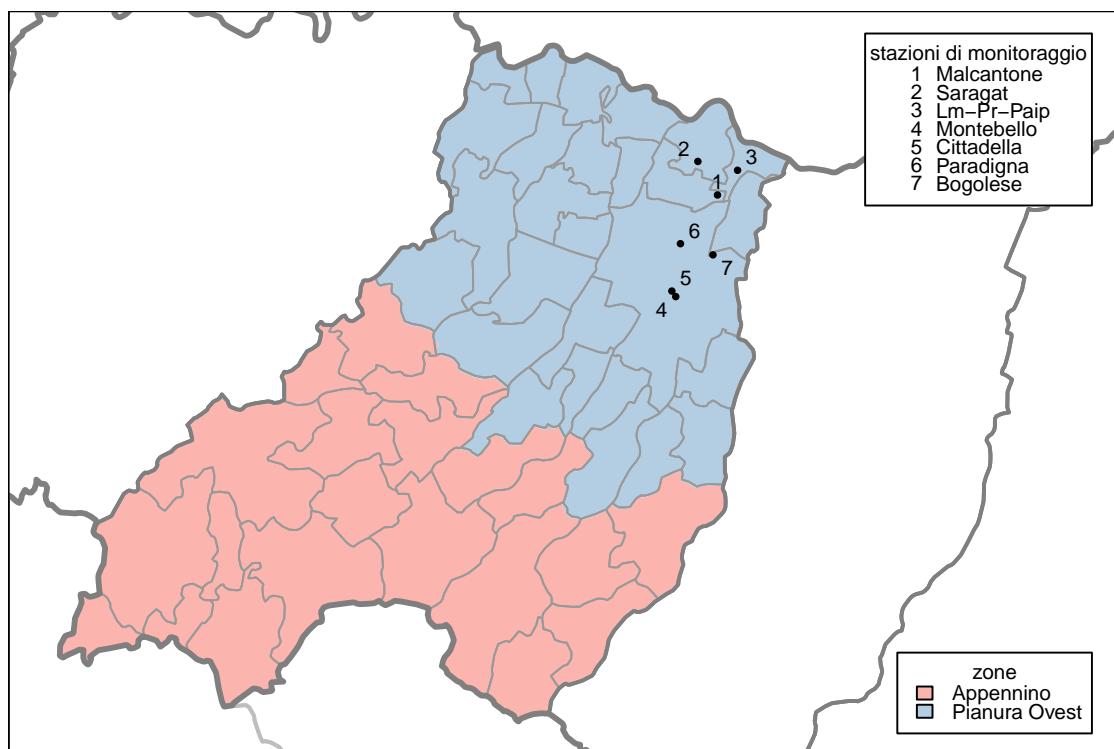 stazioni di monitoraggio
1 Malcantone
2 Saragat
3 Lm−Pr−Paip
4 Montebello
5 Cittadella
6 Paradigna
7 Bogolese
2
3
1
6
7
5
4
zone
Appennino
Pianura Ovest